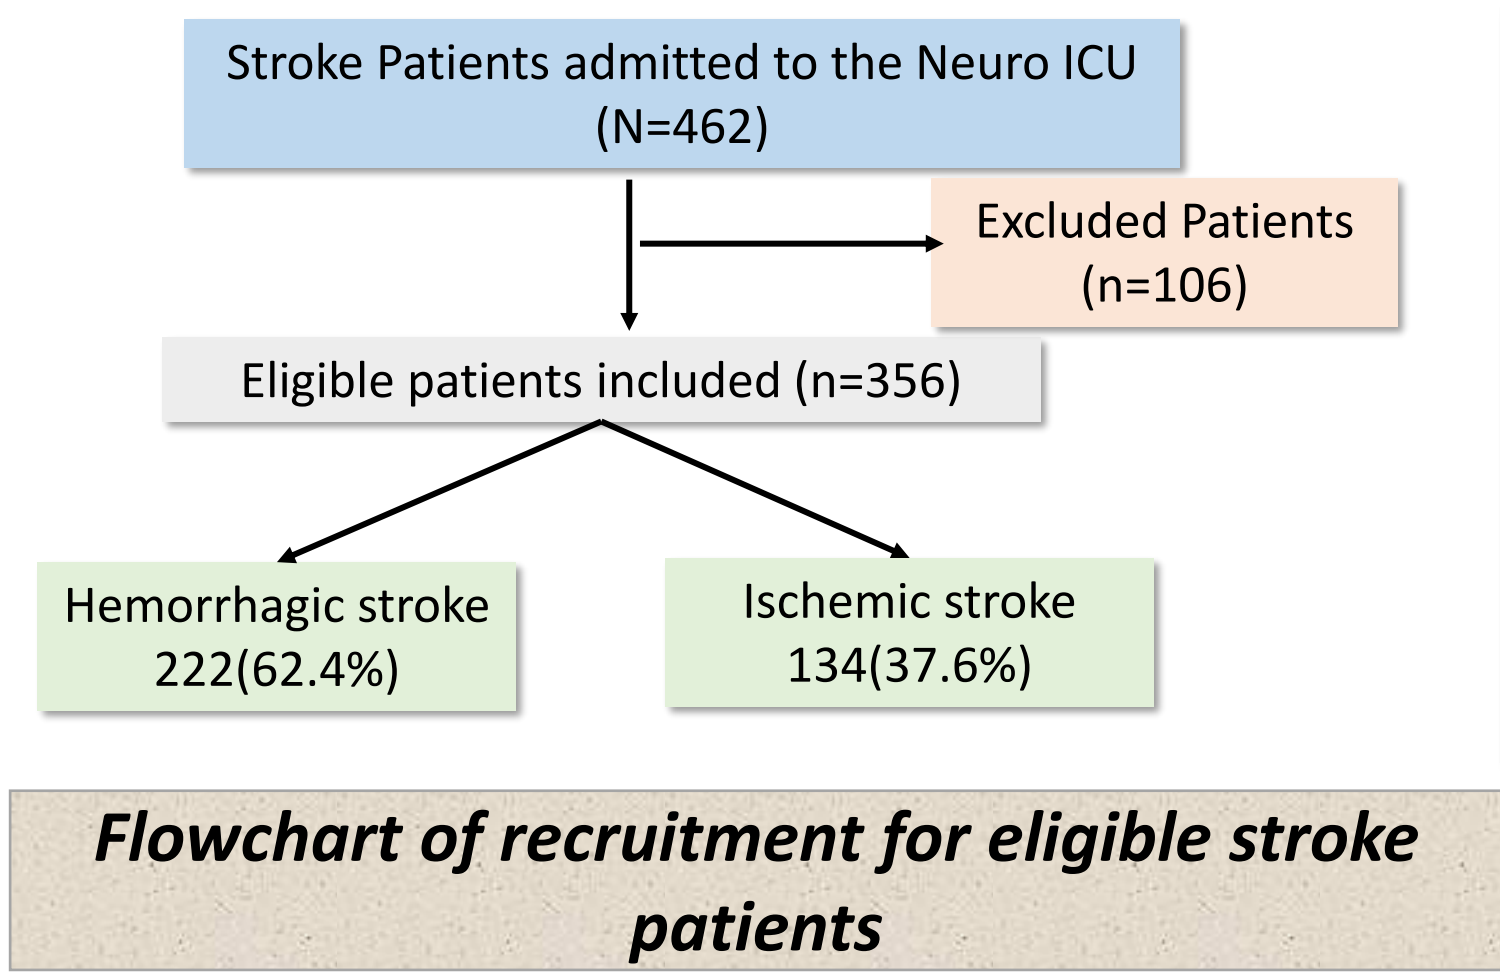 Stroke Patients admitted to the Neuro ICU
(N=462)
Excluded Patients
(n=106)
Eligible patients included (n=356)
Hemorrhagic stroke
222(62.4%)
Ischemic stroke
134(37.6%)
Flowchart of recruitment for eligible stroke
patients